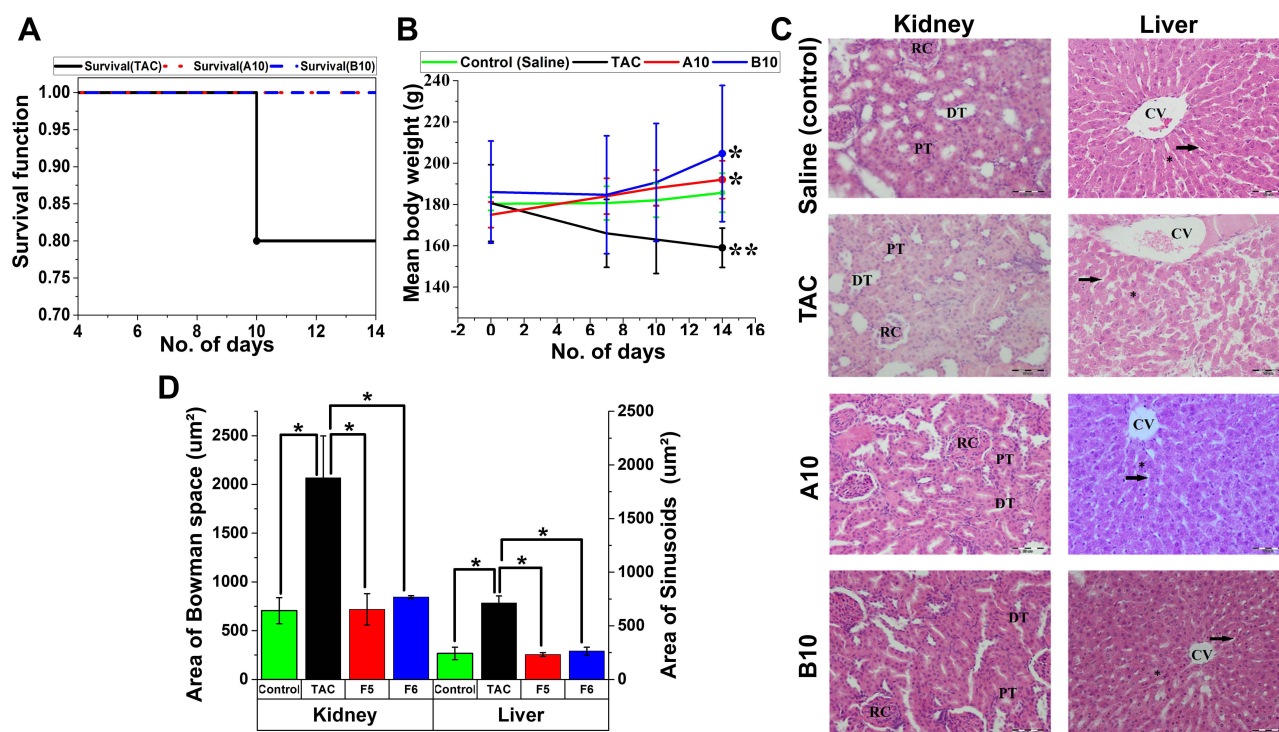 A
Survival(TAC) Survival(A10) Survival(B10)
Survival function
1.00
0.95
0.90
0.85
0.80
0.75
0.70
4 6 8 10 12 14
No. of days
B
Control (Saline) TAC A10 B10
Mean body weight (g)
240
220
200
180
160
140
*
*
**
-2 0 2 4 6 8 10 12 14 16
No. of days
C
Kidney Liver
Saline (control)
RC
DT
PT
CV
*
TAC
PT
DT
RC
CV
*
A10
RC
PT
DT
CV
*
B10
DT
PT
RC
CV
*
D
Area of Bowman space (um²)
2500
2000
1500
1000
500
0
* * *
* * *
Area of Sinusoids (um²)
2500
2000
1500
1000
500
0
Control TAC F5 F6 Control TAC F5 F6
Kidney Liver